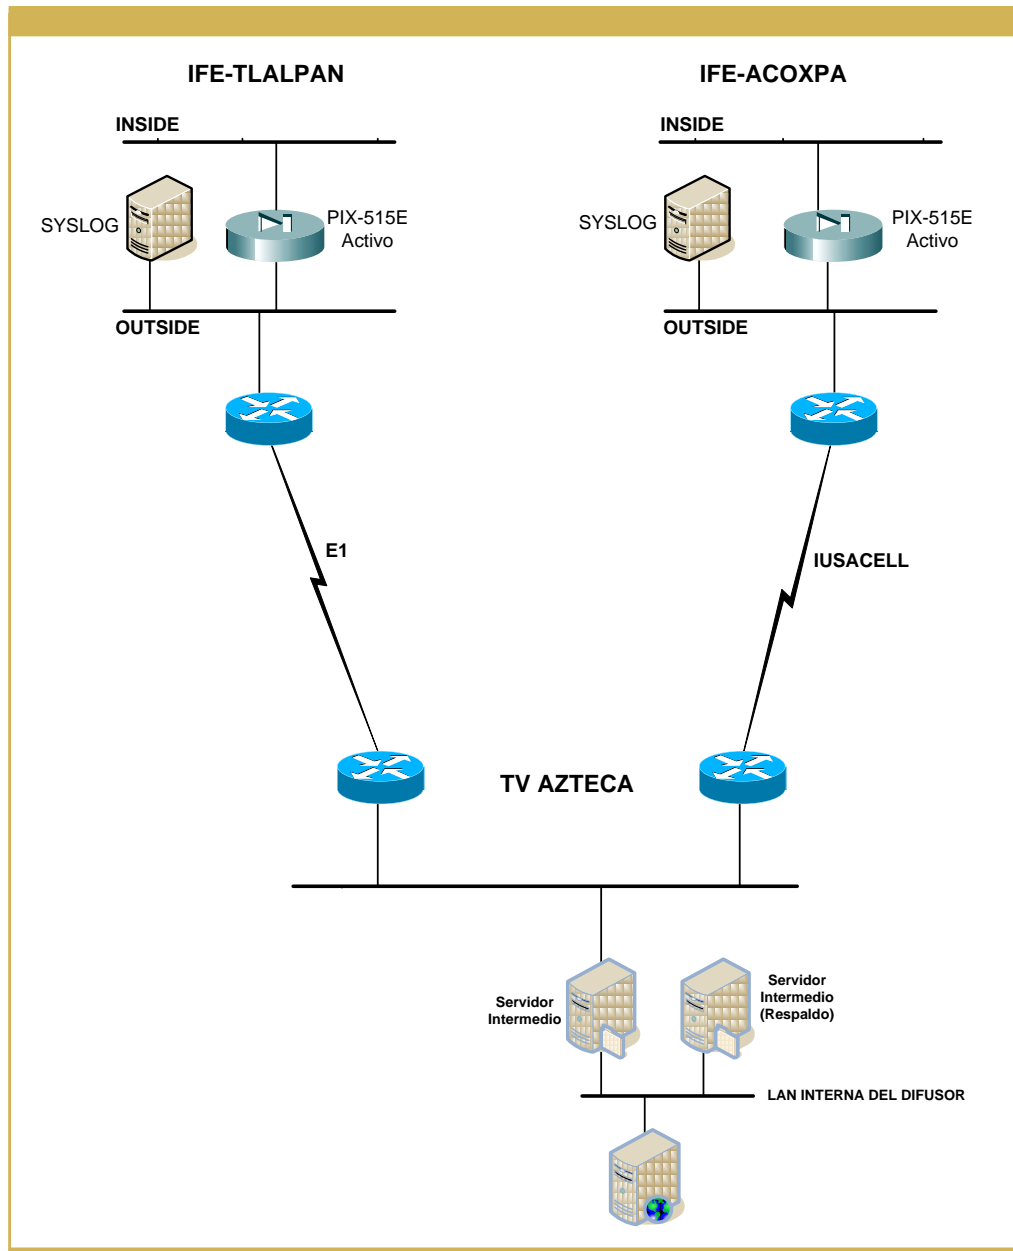 IFE-TLALPAN
IFE-ACOXPA
INSIDE
INSIDE
SYSLOG
PIX-515E
Activo
SYSLOG
PIX-515E
Activo
OUTSIDE
OUTSIDE
E1
IUSACELL
TV AZTECA
Servidor
Intermedio
Servidor
Intermedio
(Respaldo)
LAN INTERNA DEL DIFUSOR